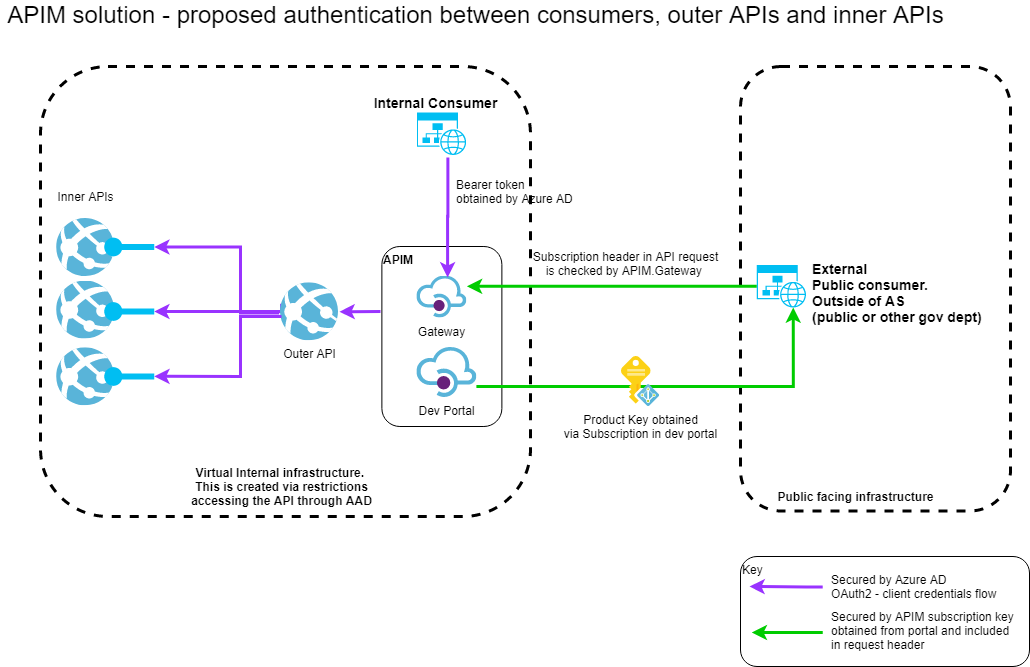 APIM solution - proposed authentication between consumers, outer APIs and inner APIs
Internal Consumer
Bearer token
obtained by Azure AD
Inner APIs
APIM
Subscription header in API request
is checked by APIM.Gateway
External
Public consumer.
Outside of AS
(public or other gov dept)
Gateway
Outer API
Dev Portal
Product Key obtained
via Subscription in dev portal
Virtual Internal infrastructure.
This is created via restrictions
accessing the API through AAD
Public facing infrastructure
Key
Secured by Azure AD
OAuth2 - client credentials flow
Secured by APIM subscription key
obtained from portal and included
in request header